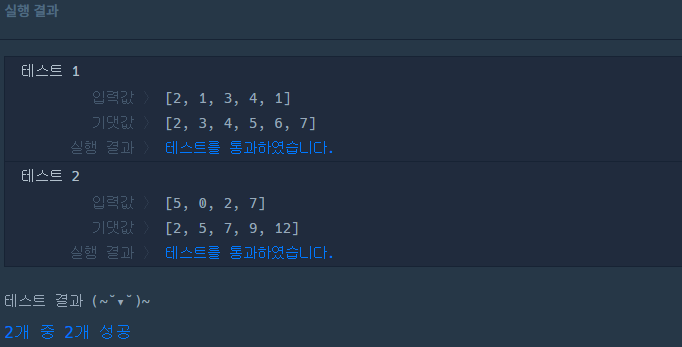 실행 결과
테스트 1
입력값 〉 [2, 1, 3, 4, 1]
기댓값 〉 [2, 3, 4, 5, 6, 7]
실행 결과 〉 테스트를 통과하였습니다.
테스트 2
입력값 〉 [5, 0, 2, 7]
기댓값 〉 [2, 5, 7, 9, 12]
실행 결과 〉 테스트를 통과하였습니다.
테스트 결과 (~˘▾˘)~
2개 중 2개 성공